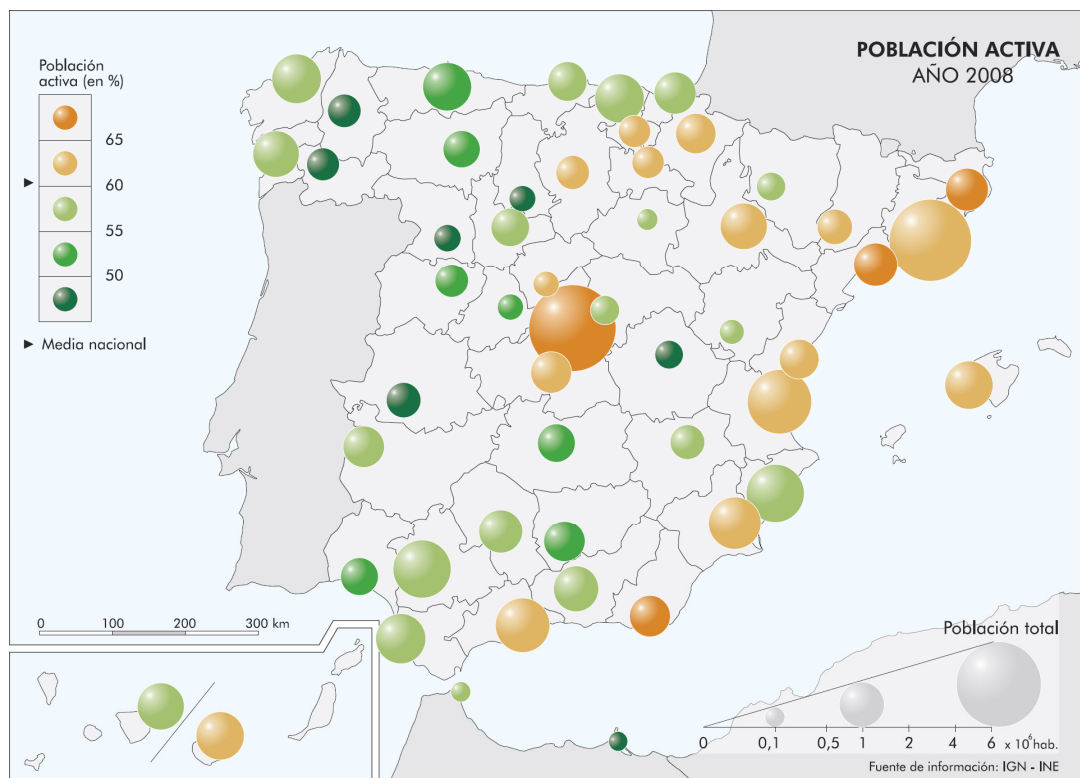 POBLACIÓN ACTIVA
AÑO 2008
Población
activa (en %)
65
60
55
50
► Media nacional
0 100 200 300 km
Población total
0 0,1 0,5 1 2 4 6 x 10⁶ hab.
Fuente de información: IGN - INE